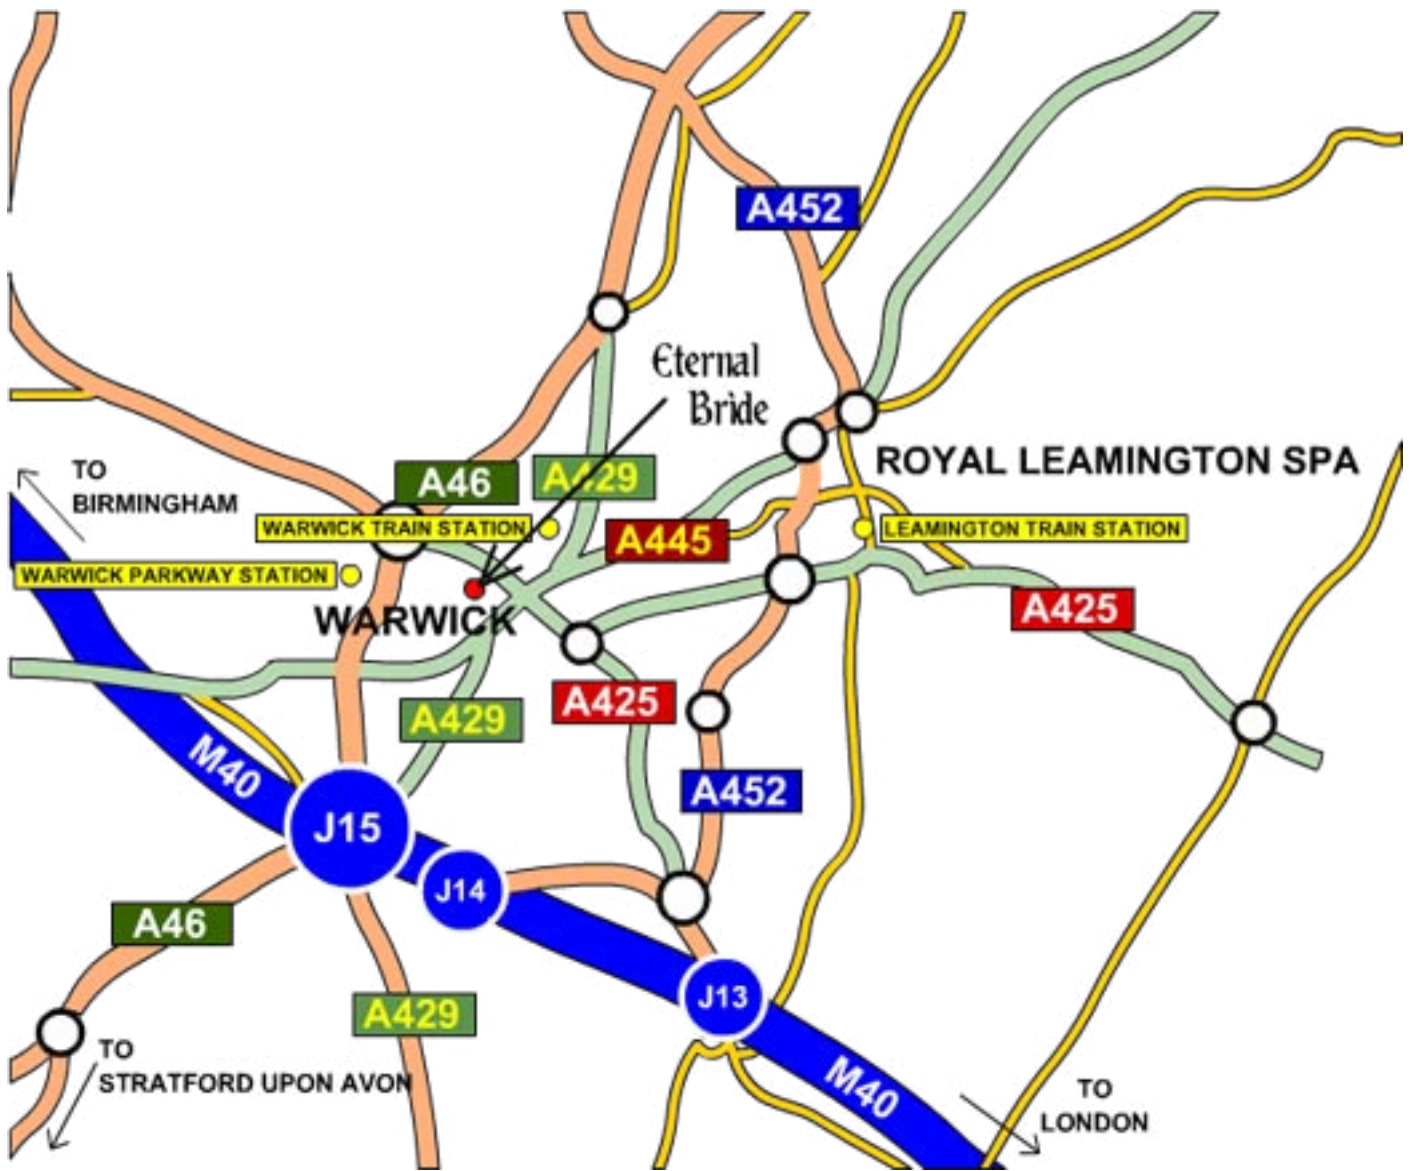 A452
Eternal
Bride
ROYAL LEAMINGTON SPA
TO
BIRMINGHAM
A46
A429
WARWICK TRAIN STATION
A445
LEAMINGTON TRAIN STATION
WARWICK PARKWAY STATION
WARWICK
A425
A425
A429
M40
A452
J15
J14
A46
J13
A429
TO
STRATFORD UPON AVON
M40
TO
LONDON